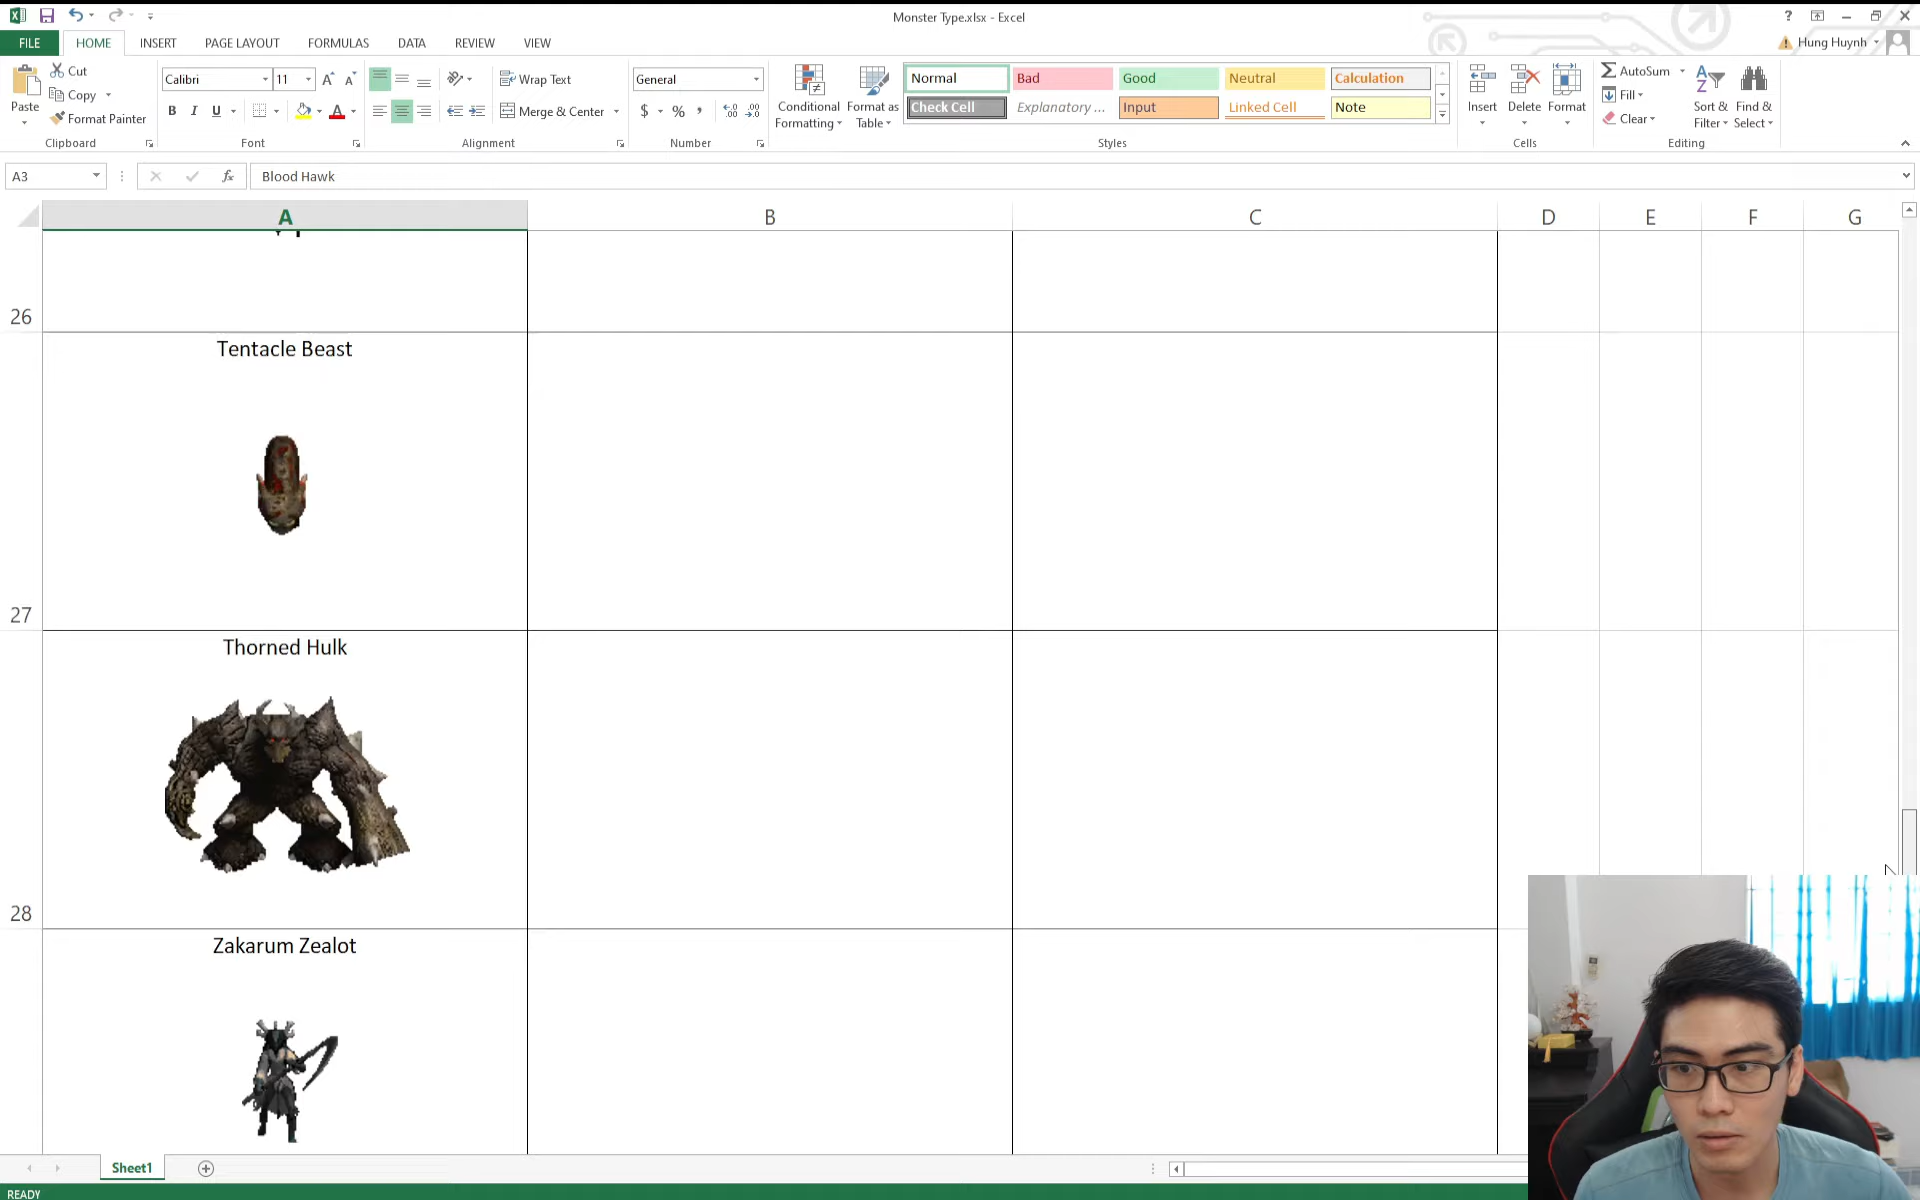 Monster Type.xlsx - Excel
?
FILE HOME INSERT PAGE LAYOUT FORMULAS DATA REVIEW VIEW
Hung Huynh
Paste
Cut
Copy
Format Painter
Clipboard
Calibri 11
B I U
Font
Wrap Text
Merge & Center
Alignment
General
$ % ,
Number
Conditional Formatting
Format as Table
Normal Bad Good Neutral Calculation
Check Cell Explanatory ... Input Linked Cell Note
Styles
Insert Delete Format
Cells
AutoSum
Fill
Clear
Sort & Filter
Find & Select
Editing
A3 fx Blood Hawk
A B C D E F G
26
Tentacle Beast
27
Thorned Hulk
28
Zakarum Zealot
Sheet1
READY